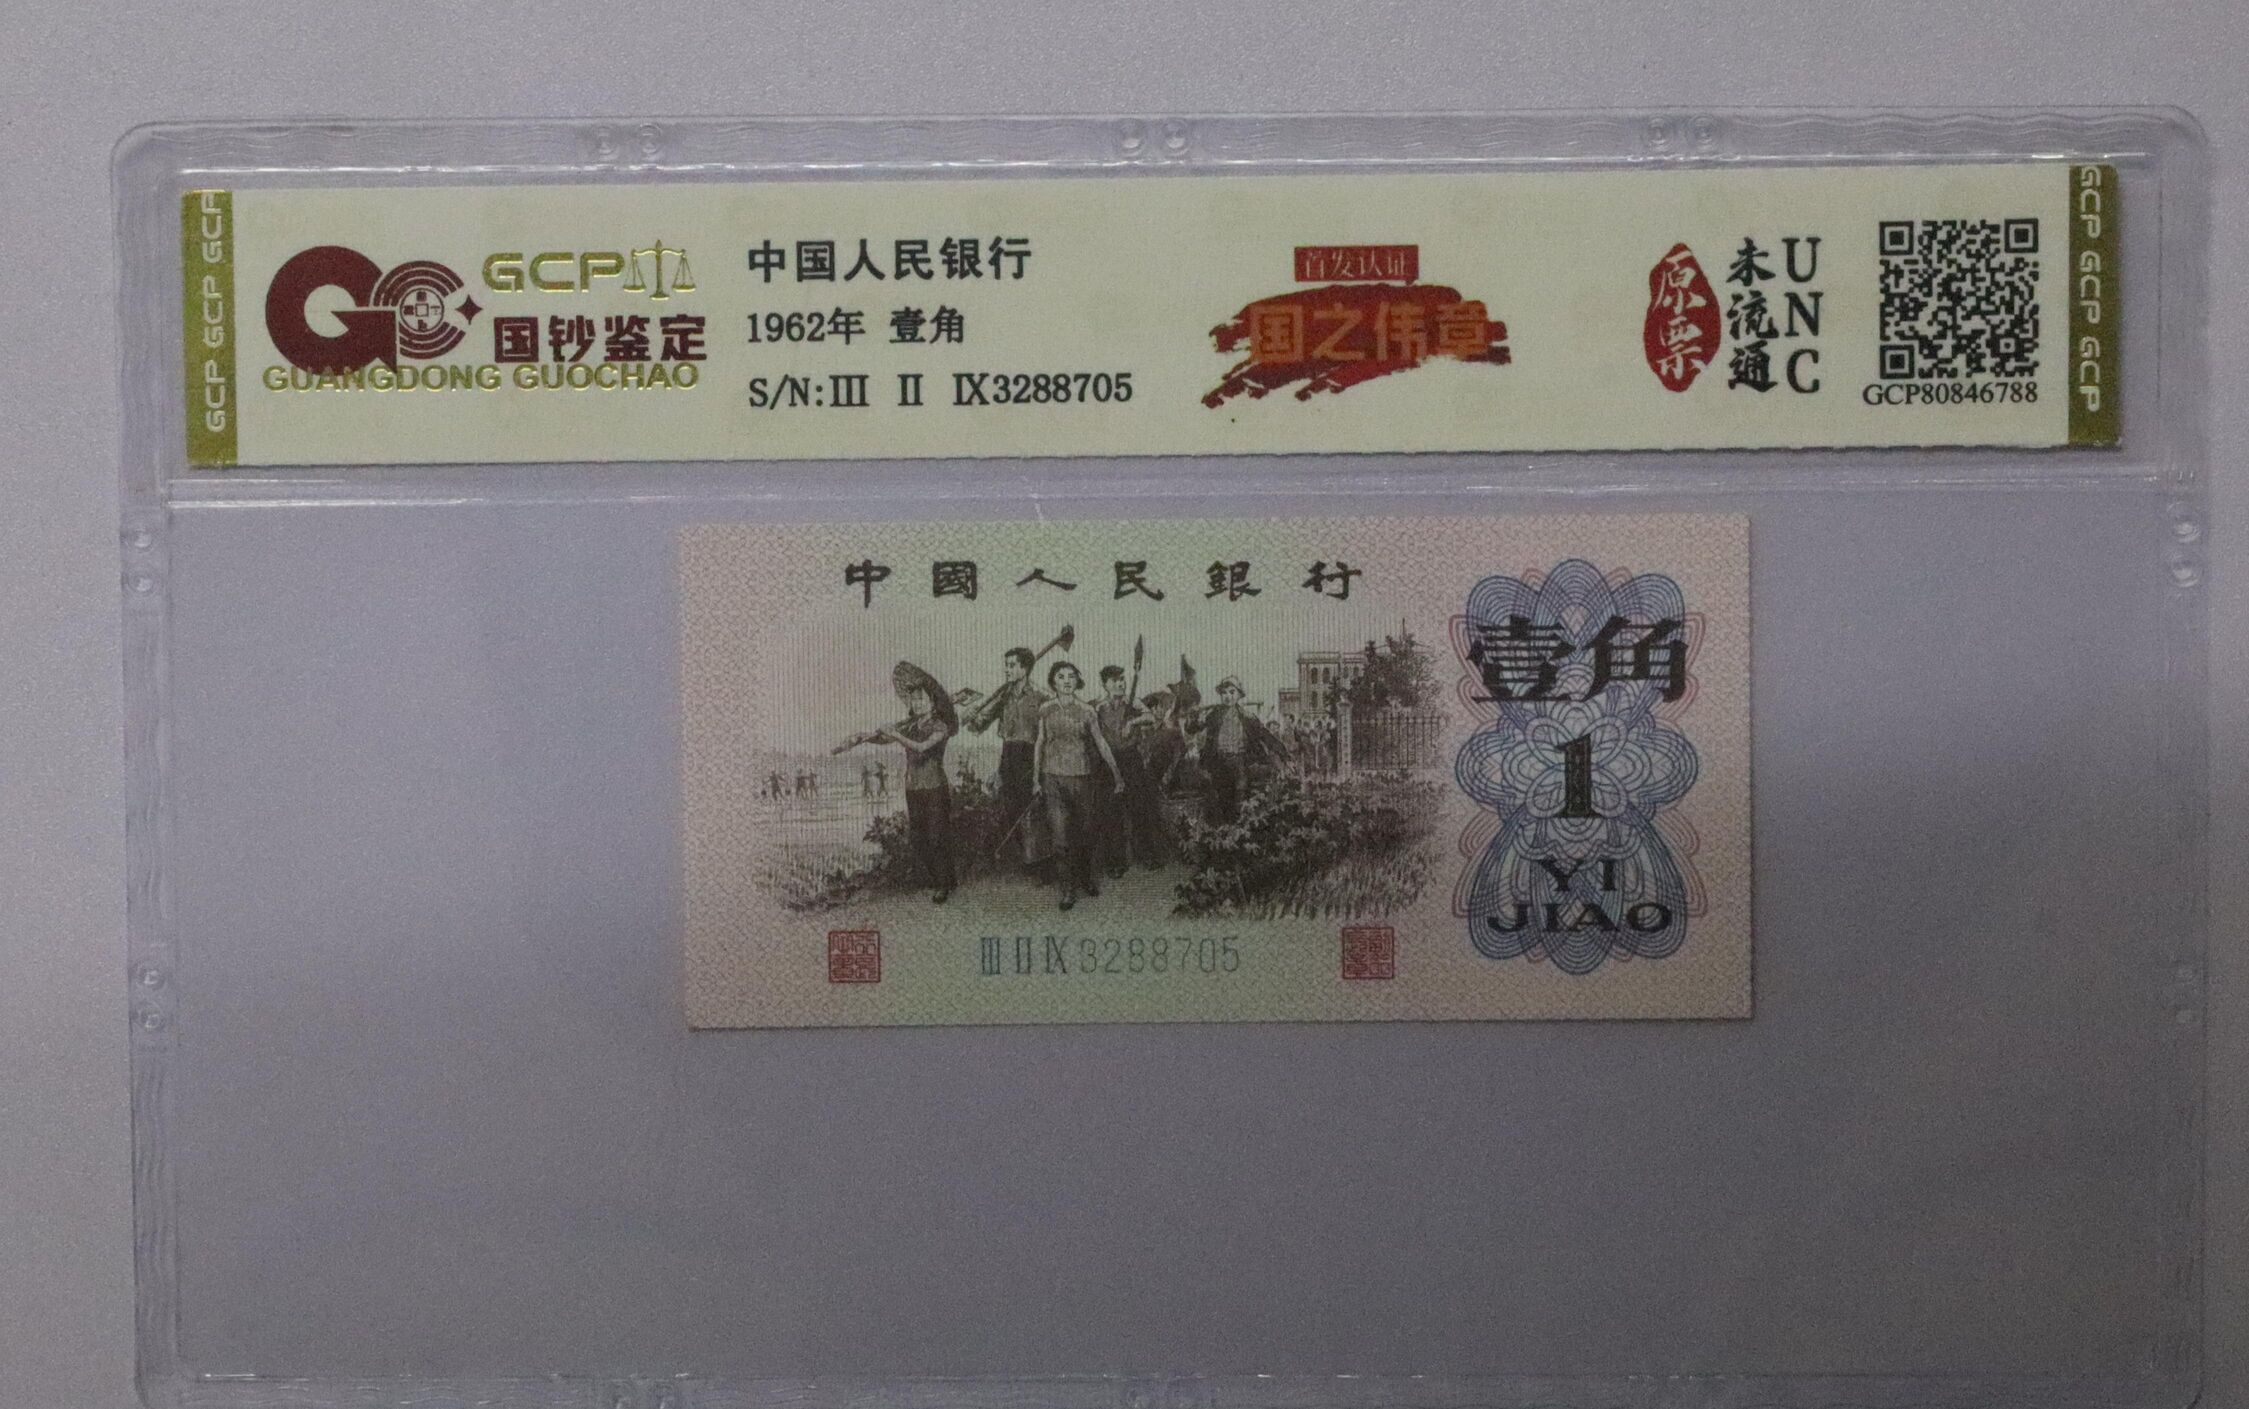 GCP GCP GCP
GCP
国钞鉴定
GUANGDONG GUOCHAO
中国人民银行
1962年 壹角
S/N:Ⅲ Ⅱ Ⅸ3288705
首发认证
国之伟章
原票
未流通
UNC
GCP80846788
GCP GCP GCP
中國人民銀行
壹角
1
YI
JIAO
Ⅲ Ⅱ Ⅸ 3288705